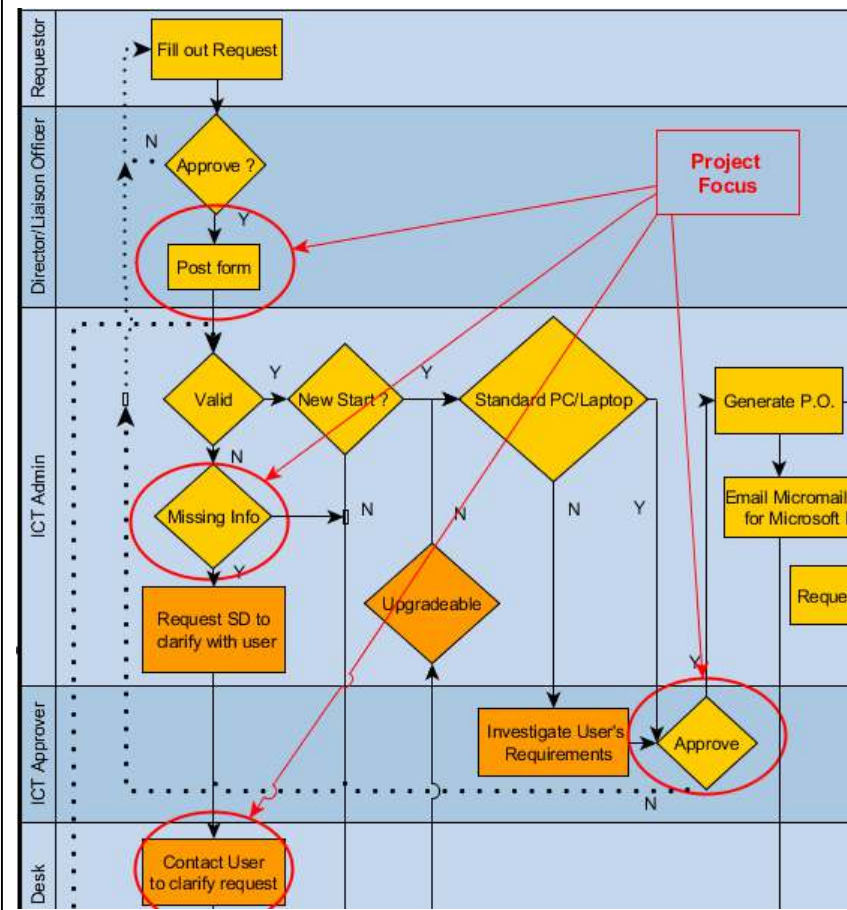 Requestor
Fill out Request
Director/Liaison Officer
N
Approve ?
Project
Focus
Y
Post form
ICT Admin
Valid
Y
New Start ?
Y
Standard PC/Laptop
Generate P.O.
N
Missing Info
N
N
N
Y
Email Micromail
for Microsoft
Y
Request SD to
clarify with user
Upgradeable
Reque
Y
ICT Approver
Investigate User's
Requirements
Approve
N
Desk
Contact User
to clarify request